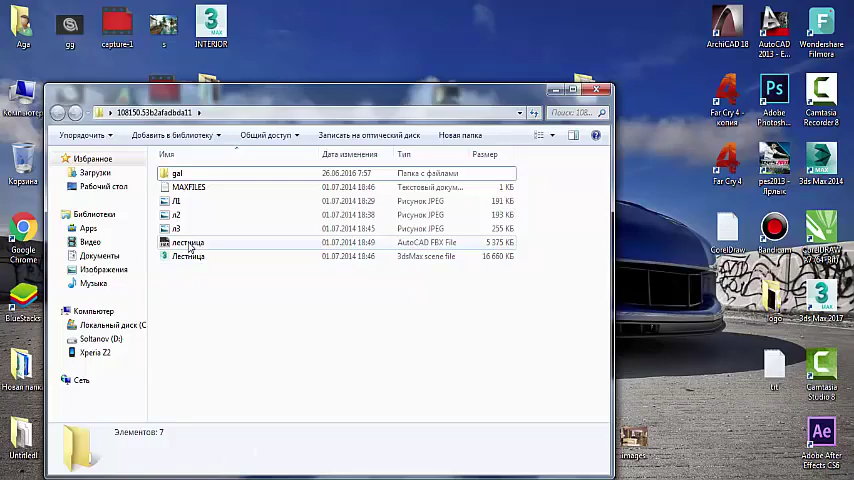 Aga
gg
capture-1
s
INTERIOR
ArchiCAD 18
AutoCAD 2013 - E...
Wondershare Filmora
108150.53b2afadbda11
Поиск: 108...
Упорядочить
Добавить в библиотеку
Общий доступ
Записать на оптический диск
Новая папка
Имя
Дата изменения
Тип
Размер
gal 26.06.2016 7:57 Папка с файлами
MAXFILES 01.07.2014 18:46 Текстовый докум... 1 КБ
Л1 01.07.2014 18:29 Рисунок JPEG 191 КБ
л2 01.07.2014 18:38 Рисунок JPEG 193 КБ
л3 01.07.2014 18:46 Рисунок JPEG 255 КБ
лестница 01.07.2014 18:49 AutoCAD FBX File 5 375 КБ
Лестница 01.07.2014 18:46 3dsMax scene file 16 660 КБ
Избранное
Загрузки
Рабочий стол
Библиотеки
Apps
Видео
Документы
Изображения
Музыка
Компьютер
Локальный диск (C
Soltanov (D:)
Xperia Z2
Сеть
Элементов: 7
Компьютер
Корзина
Google Chrome
BlueStacks
Новая папка
Untitledl
Far Cry 4 - копия
Adobe Photosh...
Camtasia Recorder 8
Far Cry 4
pes2013 - Ярлык
3ds Max 2014
CorelDraw
Bandicam
CorelDRAW X7 (64-Bit)
logo
3ds Max 2017
tit
Camtasia Studio 8
images
Adobe After Effects CS6